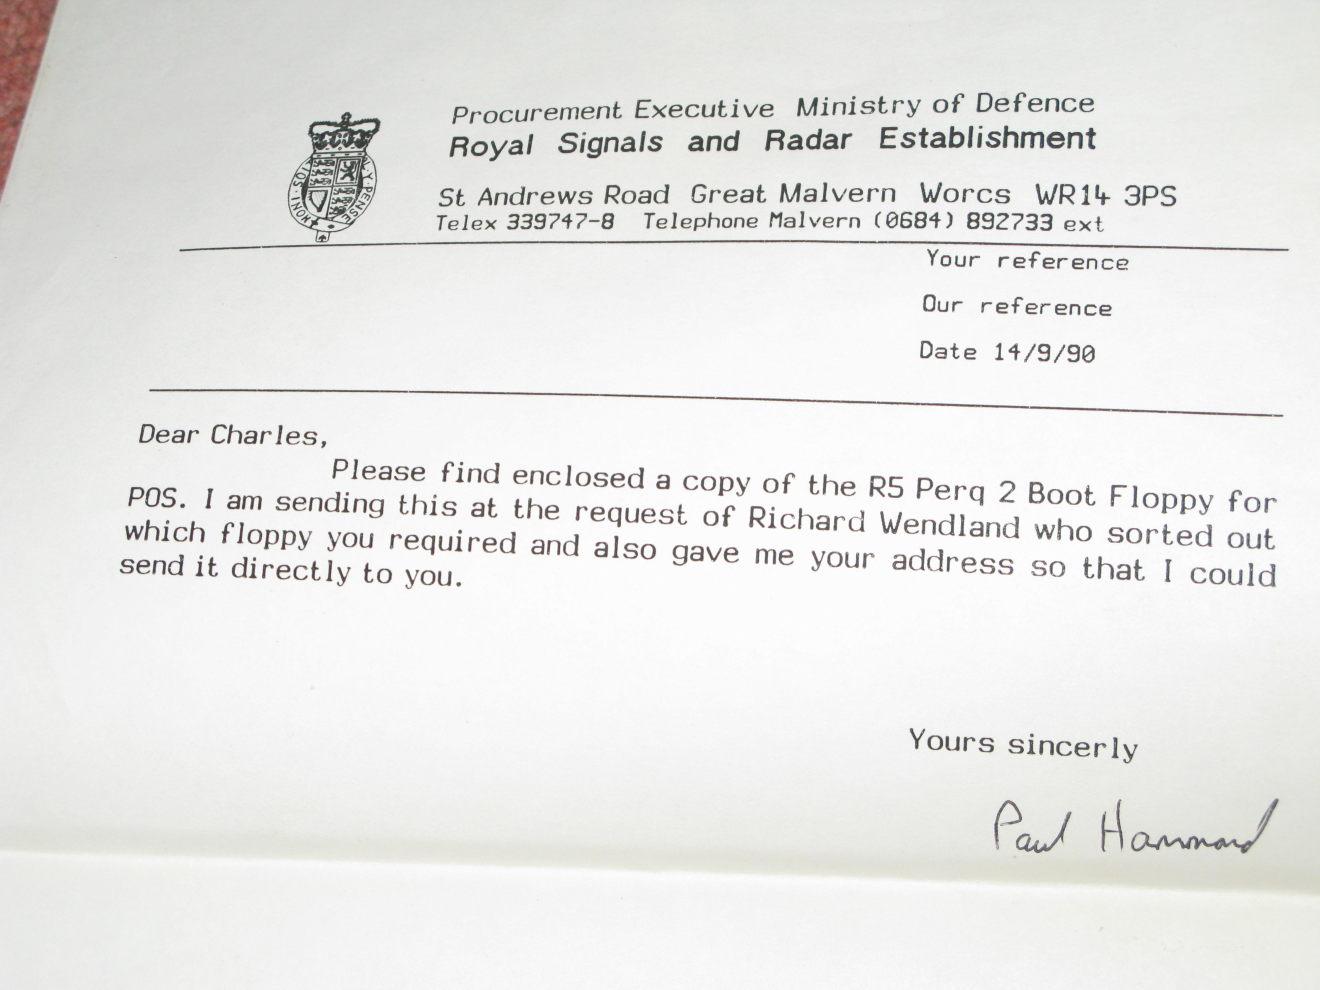 Procurement Executive Ministry of Defence
Royal Signals and Radar Establishment
St Andrews Road Great Malvern Worcs WR14 3PS
Telex 339747-8 Telephone Malvern (0684) 892733 ext
HONI·SOI
L·Y·PENSE
Your reference
Our reference
Date 14/9/90
Dear Charles,
Please find enclosed a copy of the R5 Perq 2 Boot Floppy for
POS. I am sending this at the request of Richard Wendland who sorted out
which floppy you required and also gave me your address so that I could
send it directly to you.
Yours sincerly
Paul Hammond